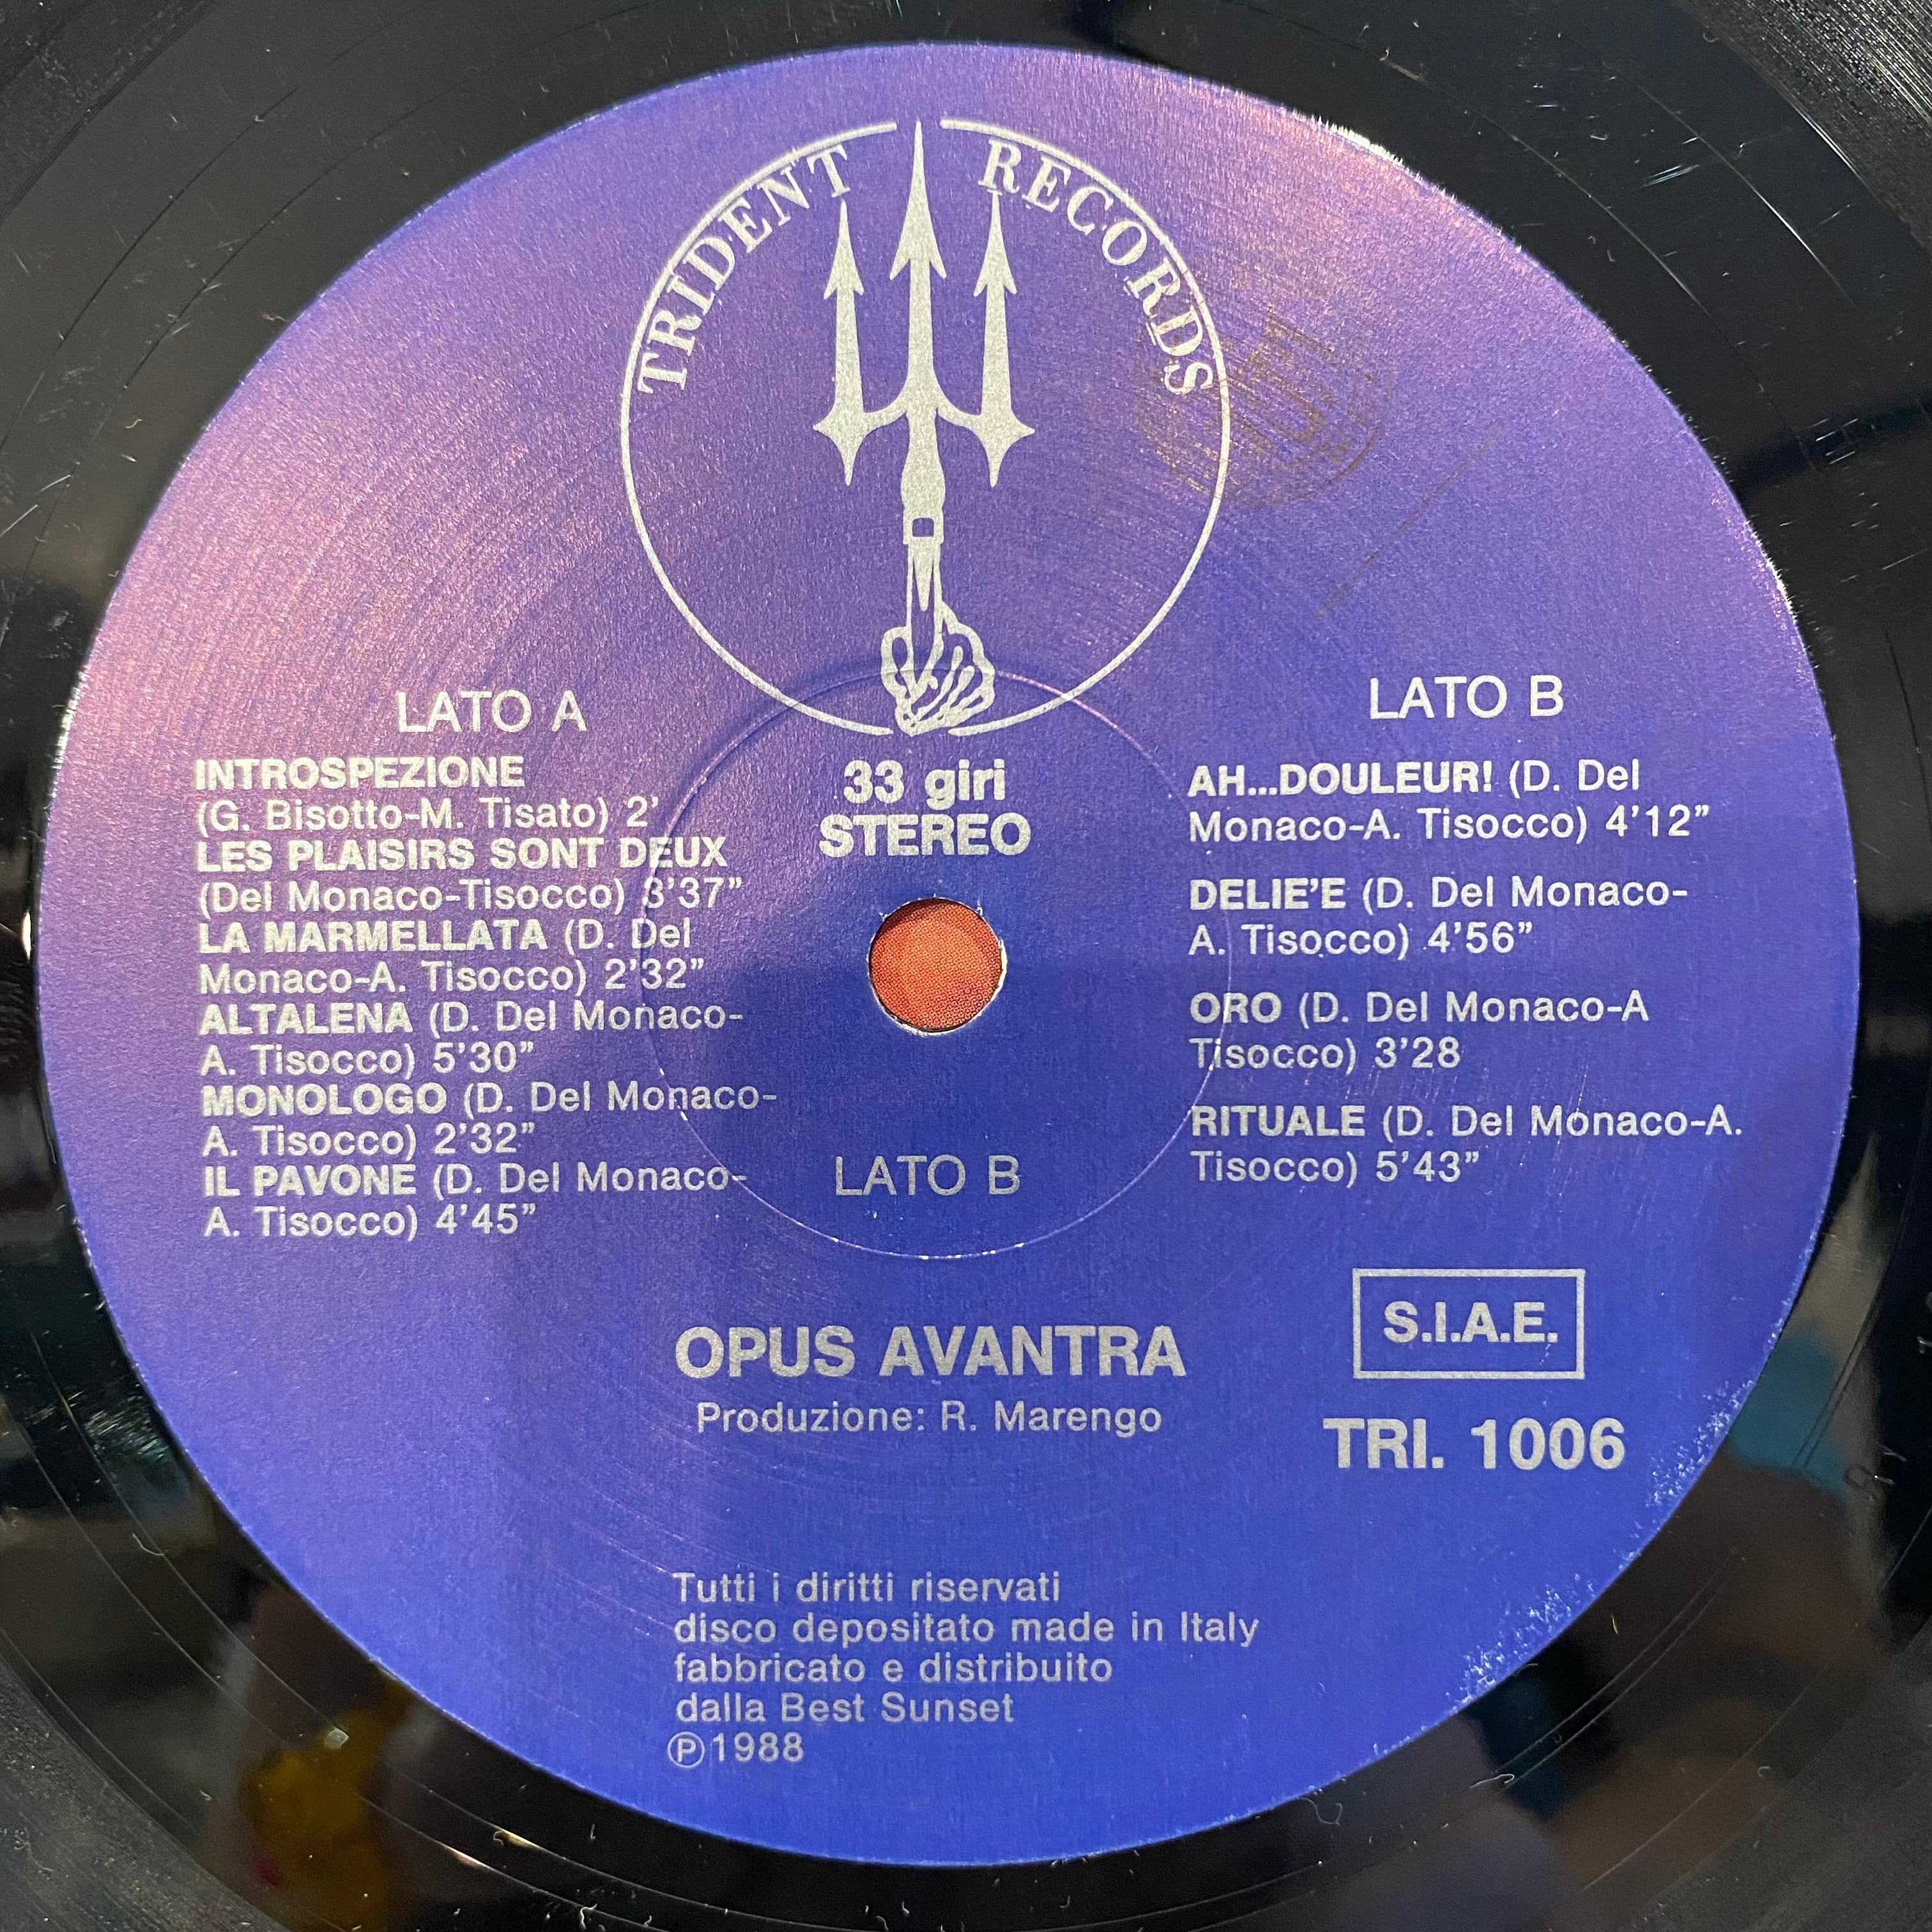 TRIDENT RECORDS
LATO A
INTROSPEZIONE
(G. Bisotto-M. Tisato) 2'
LES PLAISIRS SONT DEUX
(Del Monaco-Tisocco) 3'37”
LA MARMELLATA (D. Del
Monaco-A. Tisocco) 2'32”
ALTALENA (D. Del Monaco-
A. Tisocco) 5'30”
MONOLOGO (D. Del Monaco-
A. Tisocco) 2'32”
IL PAVONE (D. Del Monaco-
A. Tisocco) 4'45”
33 giri
STEREO
LATO B
LATO B
AH...DOULEUR! (D. Del
Monaco-A. Tisocco) 4'12”
DELIE'E (D. Del Monaco-
A. Tisocco) 4'56”
ORO (D. Del Monaco-A
Tisocco) 3'28
RITUALE (D. Del Monaco-A.
Tisocco) 5'43”
S.I.A.E.
TRI. 1006
OPUS AVANTRA
Produzione: R. Marengo
Tutti i diritti riservati
disco depositato made in Italy
fabbricato e distribuito
dalla Best Sunset
℗1988